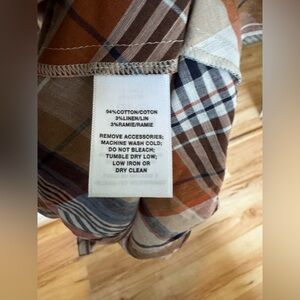 94%COTTON/COTON
3%LINEN/LIN
3%RAMIE/RAMIE
REMOVE ACCESSORIES;
MACHINE WASH COLD;
DO NOT BLEACH;
TUMBLE DRY LOW;
LOW IRON OR
DRY CLEAN